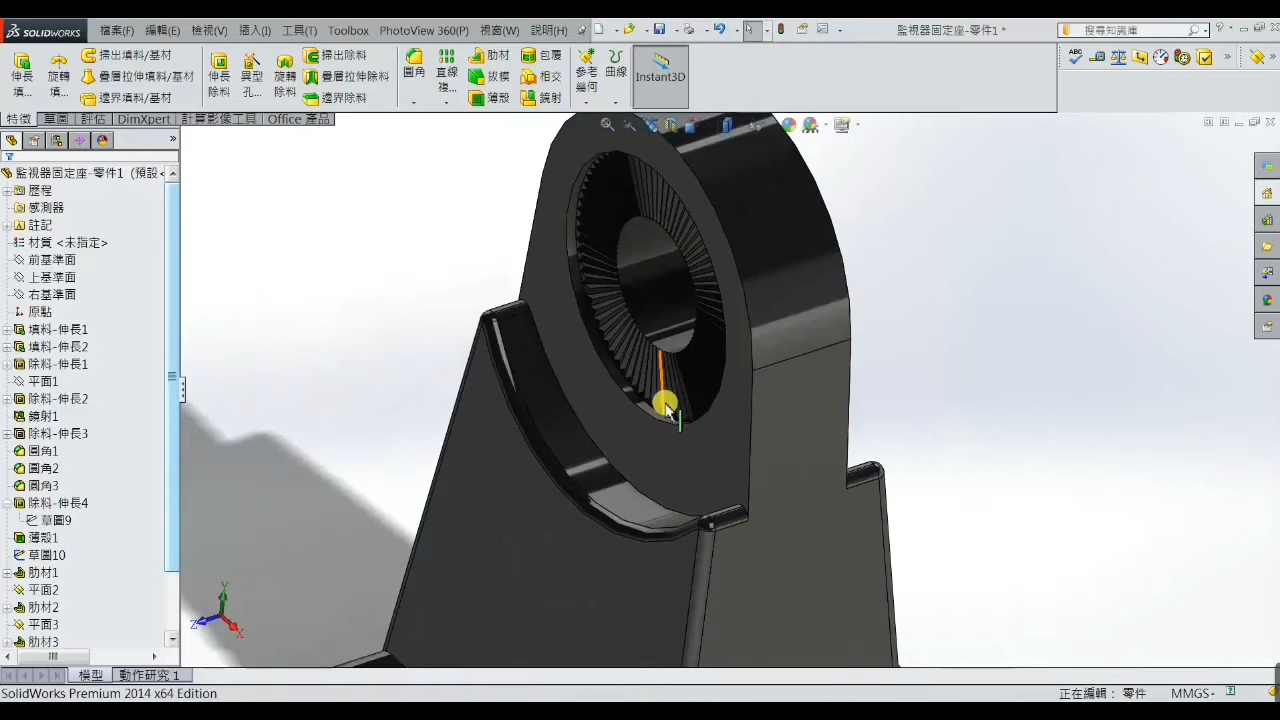 SOLIDWORKS 檔案(F) 編輯(E) 檢視(V) 插入(I) 工具(T) Toolbox PhotoView 360(P) 視窗(W) 說明(H) 監視器固定座-零件1 * 搜尋知識庫
伸長填... 旋轉填... 掃出填料/基材 疊層拉伸填料/基材 邊界填料/基材 伸長除料 異型孔... 旋轉除料 掃出除料 疊層拉伸除料 邊界除料 圓角 直線複... 肋材 拔模 薄殼 包覆 相交 鏡射 參考幾何 曲線 Instant3D
特徵 草圖 評估 DimXpert 計算影像工具 Office 產品
監視器固定座-零件1 (預設<
歷程
感測器
註記
材質 <未指定>
前基準面
上基準面
右基準面
原點
填料-伸長1
填料-伸長2
除料-伸長1
平面1
除料-伸長2
鏡射1
除料-伸長3
圓角1
圓角2
圓角3
除料-伸長4
草圖9
薄殼1
草圖10
肋材1
平面2
肋材2
平面3
肋材3
Y
Z
X
模型 動作研究 1
SolidWorks Premium 2014 x64 Edition 正在編輯： 零件 MMGS